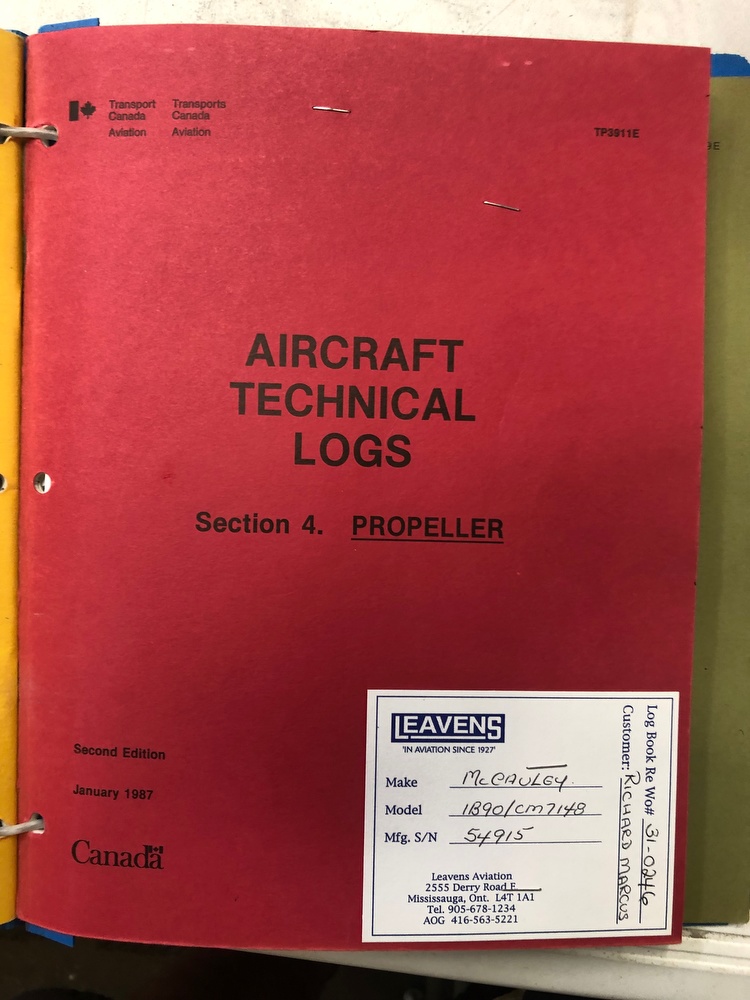 Transport Canada Aviation
Transports Canada Aviation
TP3911E
AIRCRAFT
TECHNICAL
LOGS
Section 4. PROPELLER
Second Edition
January 1987
Canada
LEAVENS
'IN AVIATION SINCE 1927'
Make McCAULEY
Model 1B90/CM7148
Mfg. S/N 54915
Leavens Aviation
2555 Derry Road E
Mississauga, Ont. L4T 1A1
Tel. 905-678-1234
AOG 416-563-5221
Log Book Re Wo# 31-0246
Customer: RICHARD MARCUS